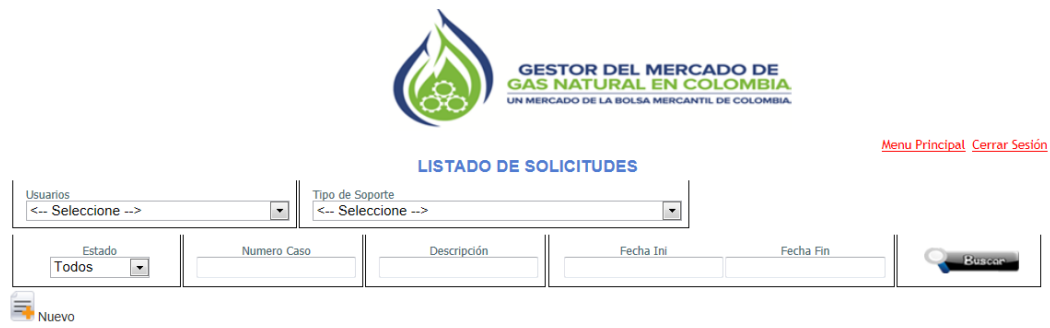 GESTOR DEL MERCADO DE
GAS NATURAL EN COLOMBIA
UN MERCADO DE LA BOLSA MERCANTIL DE COLOMBIA.
Menu Principal Cerrar Sesión
LISTADO DE SOLICITUDES
Usuarios Tipo de Soporte
<-- Seleccione --> <-- Seleccione -->
Estado Numero Caso Descripción Fecha Ini Fecha Fin
Todos Buscar
Nuevo